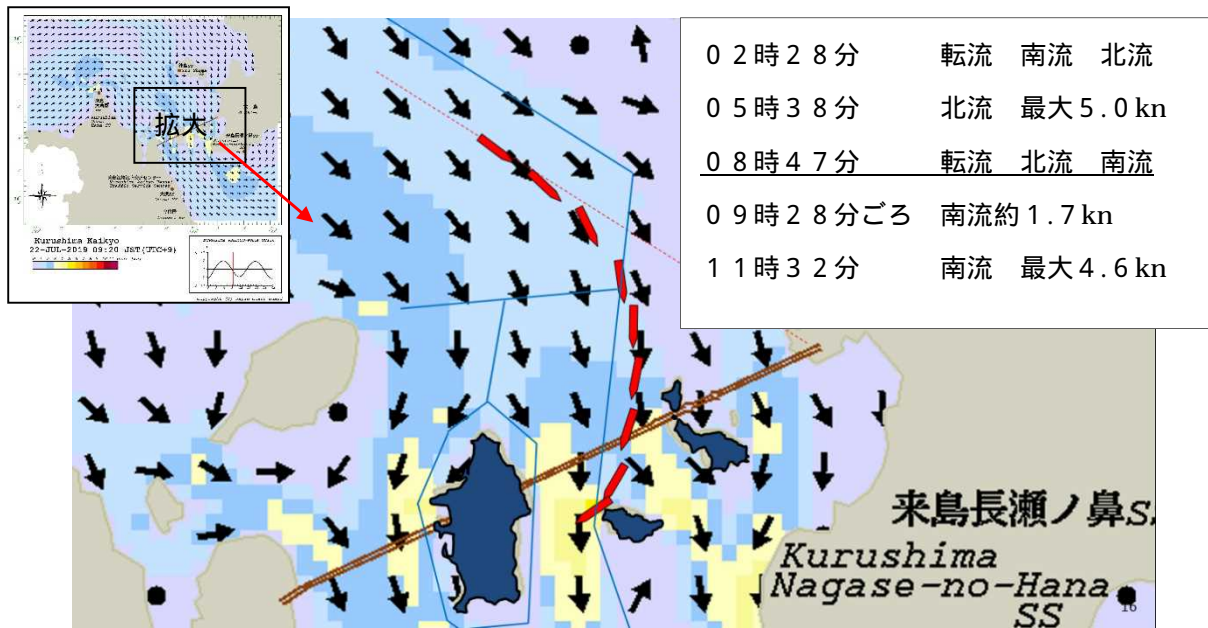 拡大
Kurushima Kaikyo
22-JUL-2019 09:20 JST(UTC+9)
02時28分 転流 南流 北流
05時38分 北流 最大5.0kn
08時47分 転流 北流 南流
09時28分ごろ 南流約1.7kn
11時32分 南流 最大4.6kn
来島長瀬ノ鼻S.
Kurushima
Nagase-no-Hana
SS
16